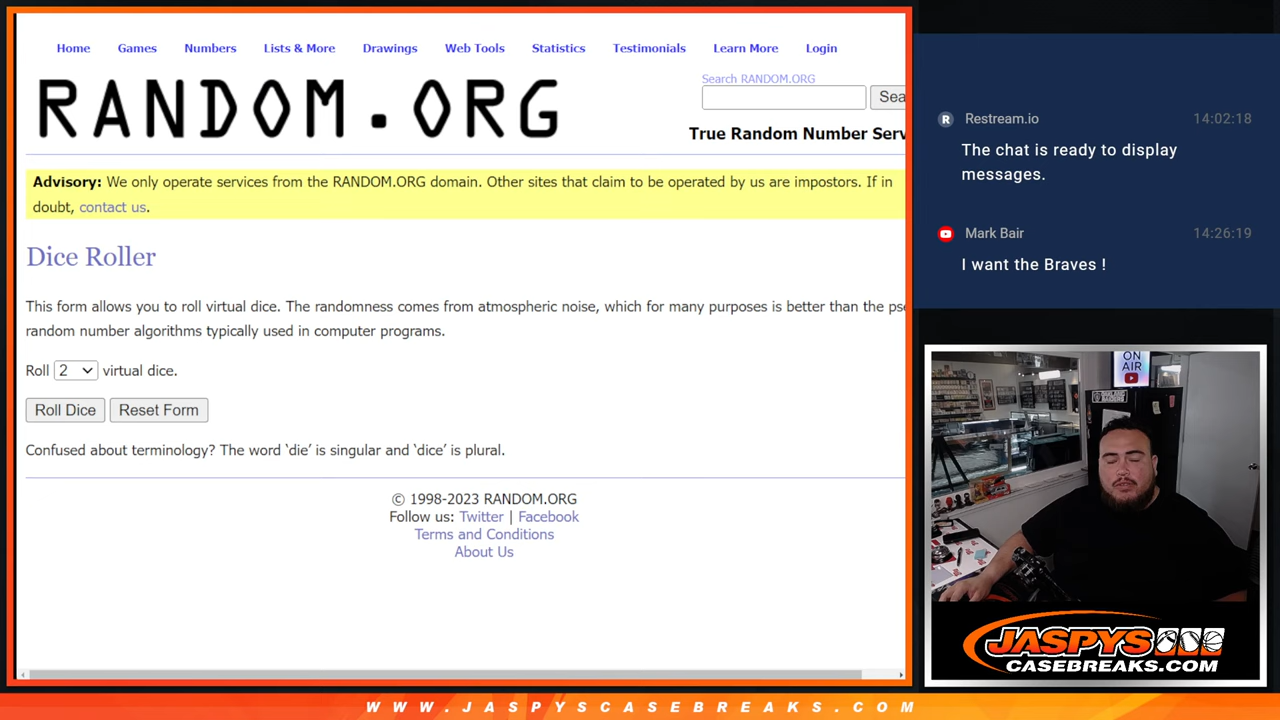 Home Games Numbers Lists & More Drawings Web Tools Statistics Testimonials Learn More Login
RANDOM.ORG
Search RANDOM.ORG
Sea
True Random Number Serv
Advisory: We only operate services from the RANDOM.ORG domain. Other sites that claim to be operated by us are impostors. If in
doubt, contact us.
Dice Roller
This form allows you to roll virtual dice. The randomness comes from atmospheric noise, which for many purposes is better than the pse
random number algorithms typically used in computer programs.
Roll 2 virtual dice.
Roll Dice Reset Form
Confused about terminology? The word ‘die’ is singular and ‘dice’ is plural.
© 1998-2023 RANDOM.ORG
Follow us: Twitter | Facebook
Terms and Conditions
About Us
R Restream.io 14:02:18
The chat is ready to display
messages.
Mark Bair 14:26:19
I want the Braves !
ON
AIR
JASPYS
CASEBREAKS.COM
WWW.JASPYSCASEBREAKS.COM